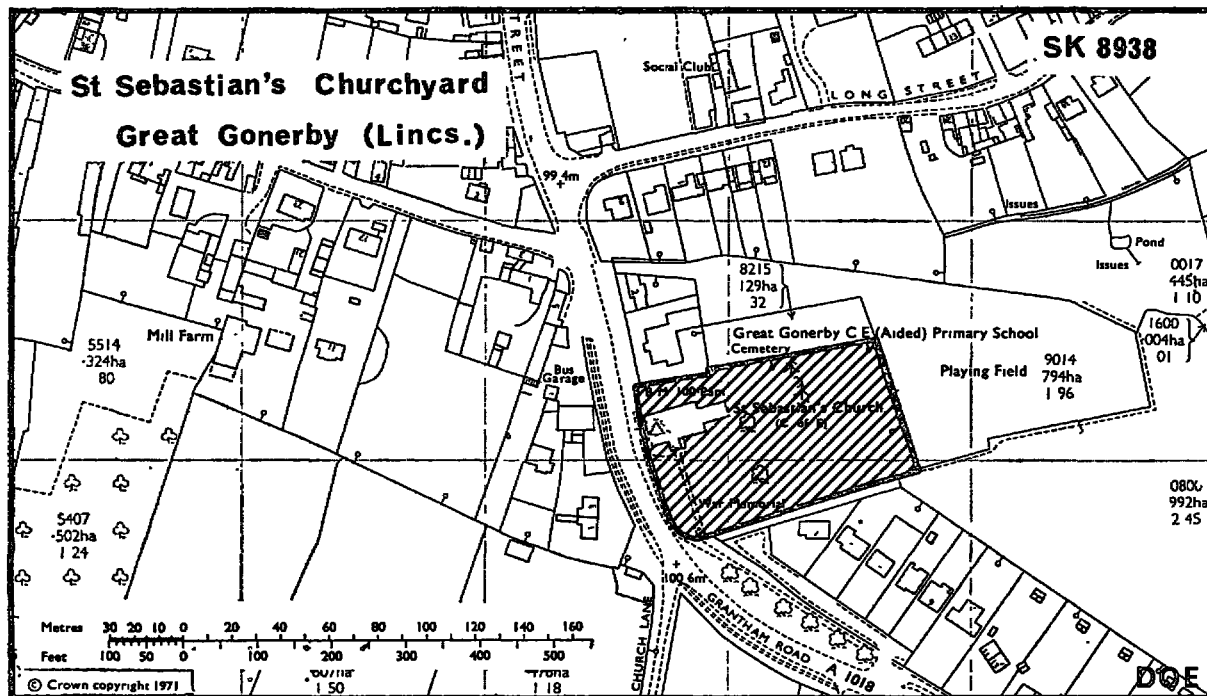 St Sebastian's Churchyard
Great Gonerby (Lincs.)
SK 8938
STREET
Social Club
LONG STREET
99.4m
Issues
Pond
Issues
0017
445ha
1 10
1600
·004ha
01
8215
129ha
32
Great Gonerby C E (Aided) Primary School
Cemetery
Playing Field
9014
794ha
1 96
Mill Farm
5514
·324ha
80
Bus
Garage
St Sebastian's Church
(C of E)
War Memorial
992ha
2 45
5407
·502ha
1 24
100.6m
GRANTHAM ROAD A 1018
CHURCH LANE
Metres 30 20 10 0 20 40 60 80 100 120 140 160
Feet 100 50 0 100 200 300 400 500
© Crown copyright 1971
1 50
1 18
DOE